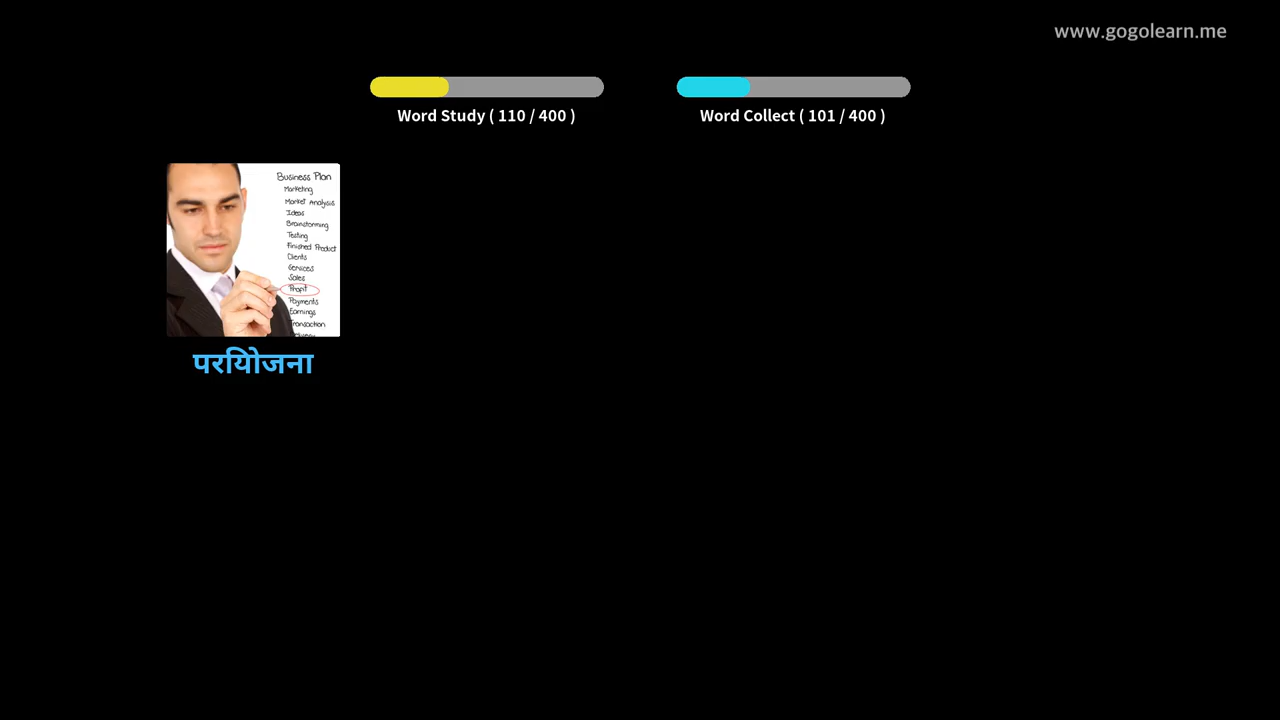 www.gogolearn.me
Word Study ( 110 / 400 )
Word Collect ( 101 / 400 )
Business Plan
Marketing
Market Analysis
Ideas
Brainstorming
Testing
Finished Product
Clients
Services
Sales
Profit
Payments
Earnings
Transaction
Delivery
परियोजना